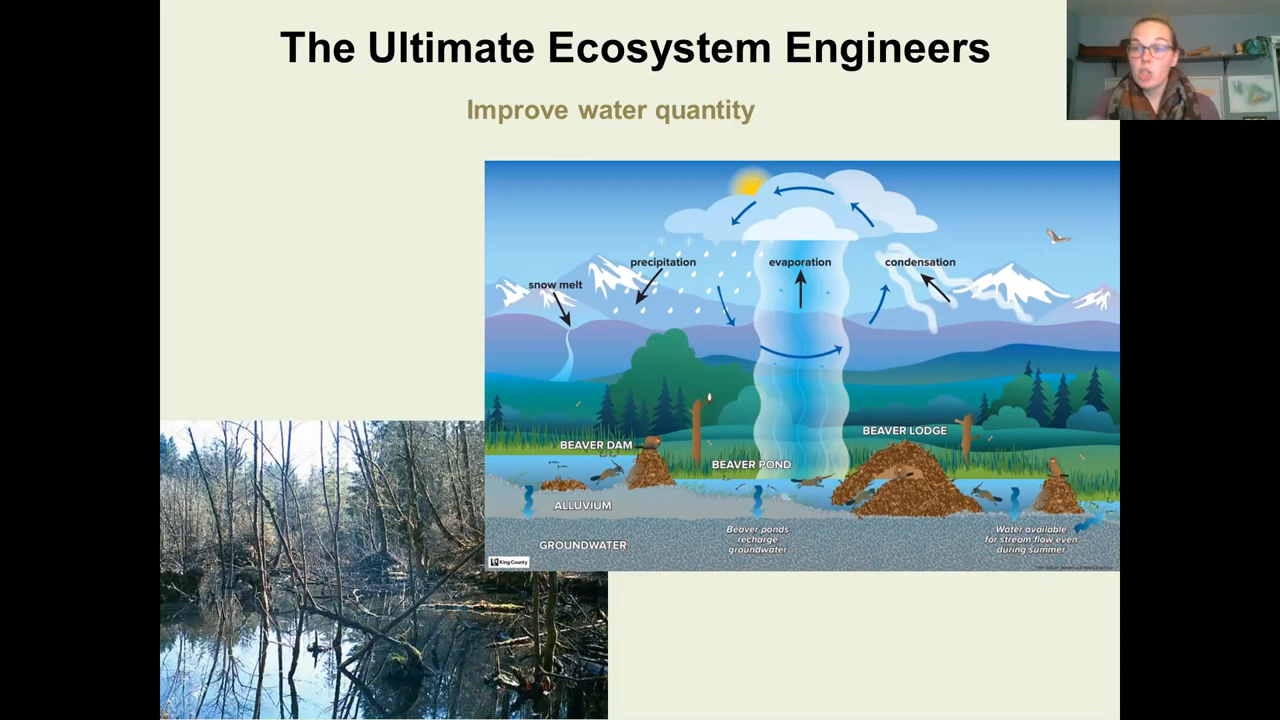 The Ultimate Ecosystem Engineers
Improve water quantity
precipitation
evaporation
condensation
snow melt
BEAVER LODGE
BEAVER DAM
BEAVER POND
ALLUVIUM
Beaver ponds
recharge
groundwater
Water available
for stream flow even
during summer
GROUNDWATER
King County